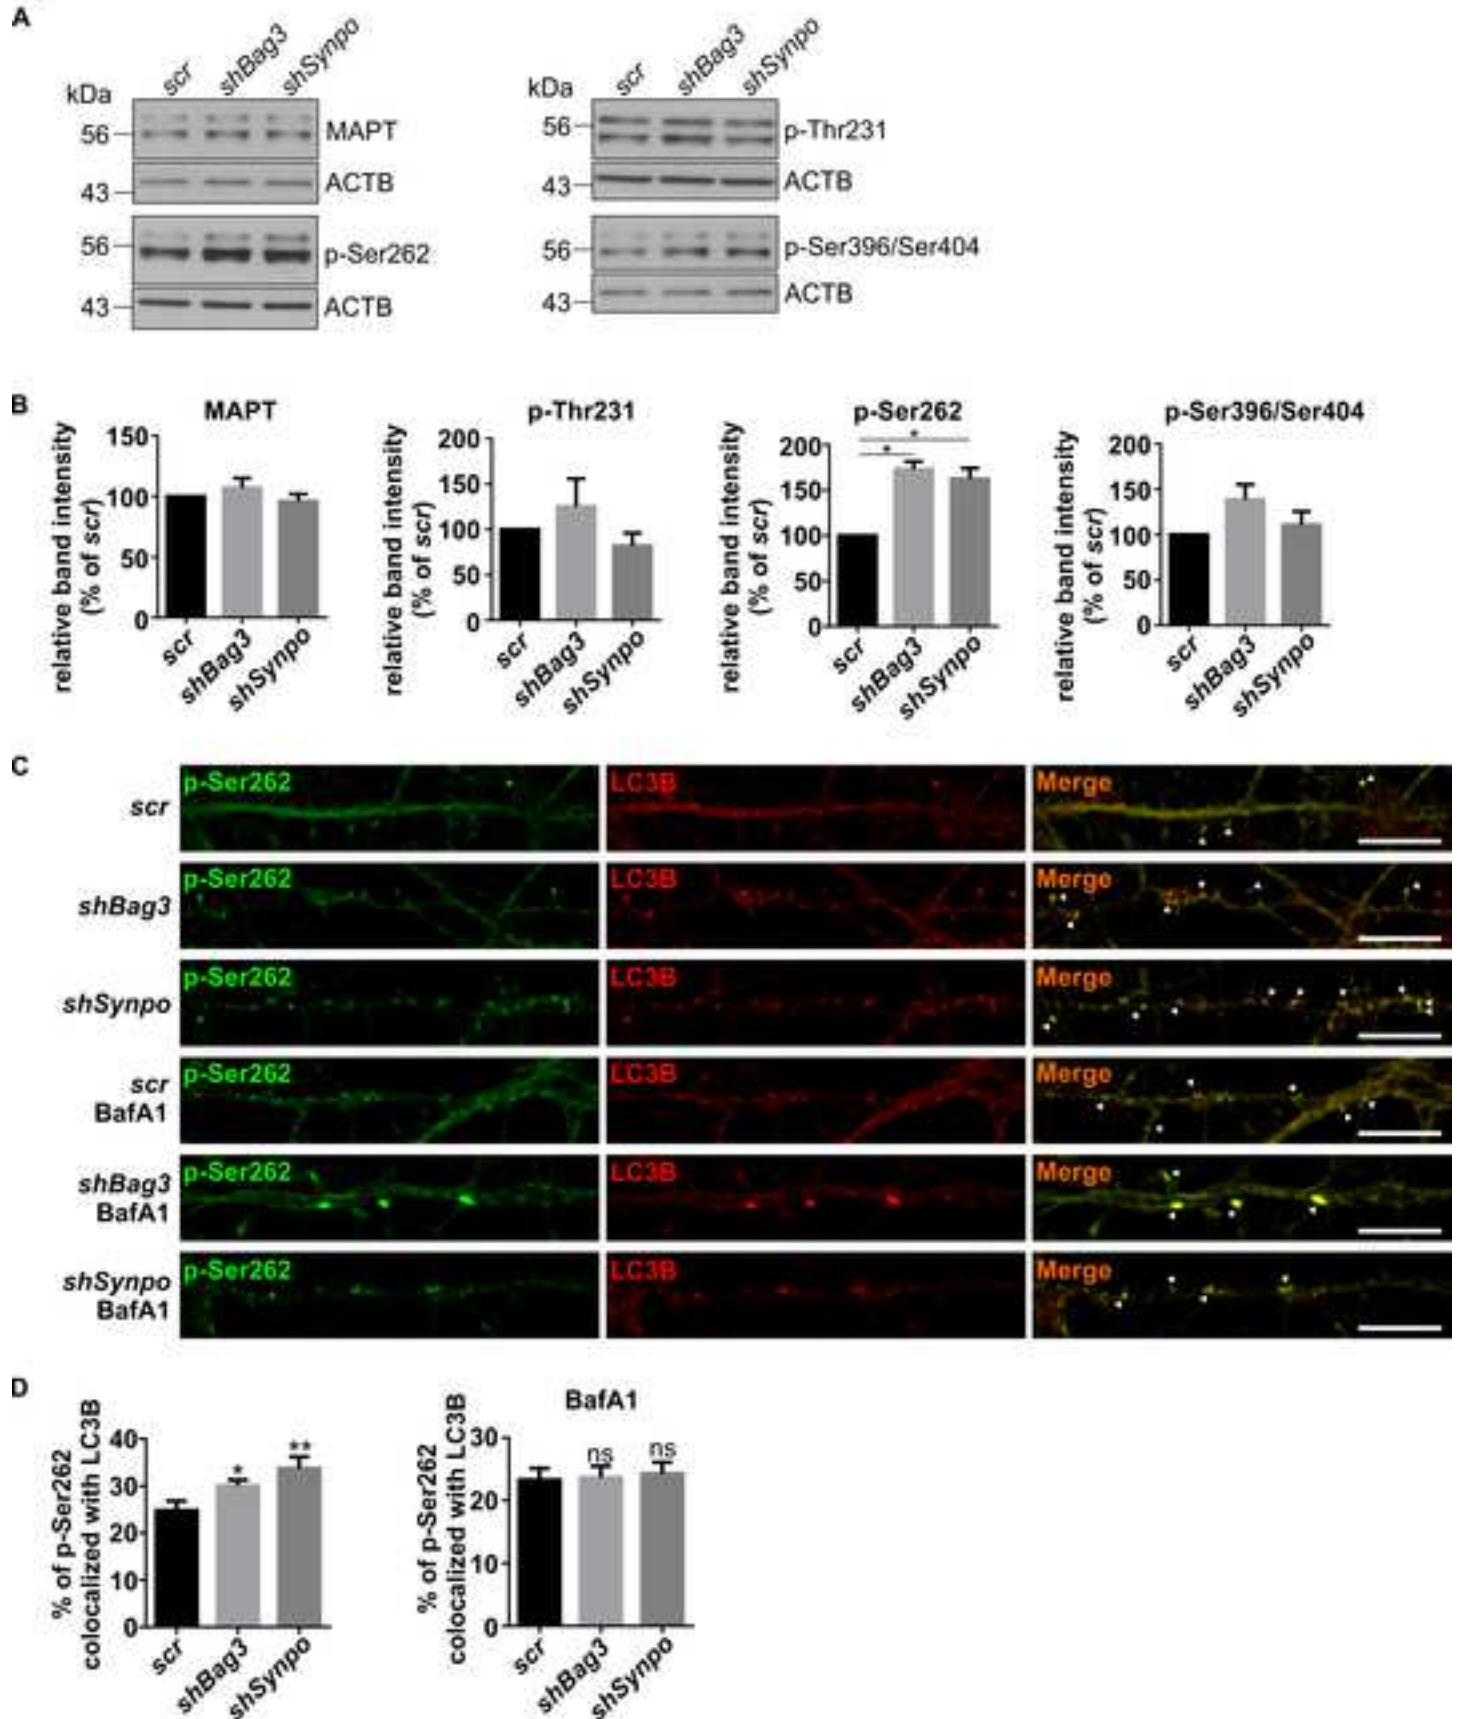 A
scr shBag3 shSynpo
kDa
56 MAPT
43 ACTB
56 p-Ser262
43 ACTB
scr shBag3 shSynpo
kDa
56 p-Thr231
43 ACTB
56 p-Ser396/Ser404
43 ACTB
B
MAPT
relative band intensity
(% of scr)
150
100
50
0
scr shBag3 shSynpo
p-Thr231
relative band intensity
(% of scr)
200
150
100
50
0
scr shBag3 shSynpo
p-Ser262
relative band intensity
(% of scr)
200
150
100
50
0
* *
scr shBag3 shSynpo
p-Ser396/Ser404
relative band intensity
(% of scr)
200
150
100
50
0
scr shBag3 shSynpo
C
scr p-Ser262 LC3B Merge
shBag3 p-Ser262 LC3B Merge
shSynpo p-Ser262 LC3B Merge
scr
BafA1 p-Ser262 LC3B Merge
shBag3
BafA1 p-Ser262 LC3B Merge
shSynpo
BafA1 p-Ser262 LC3B Merge
D
% of p-Ser262
colocalized with LC3B
40
30
20
10
0
* **
scr shBag3 shSynpo
BafA1
% of p-Ser262
colocalized with LC3B
30
20
10
0
ns ns
scr shBag3 shSynpo